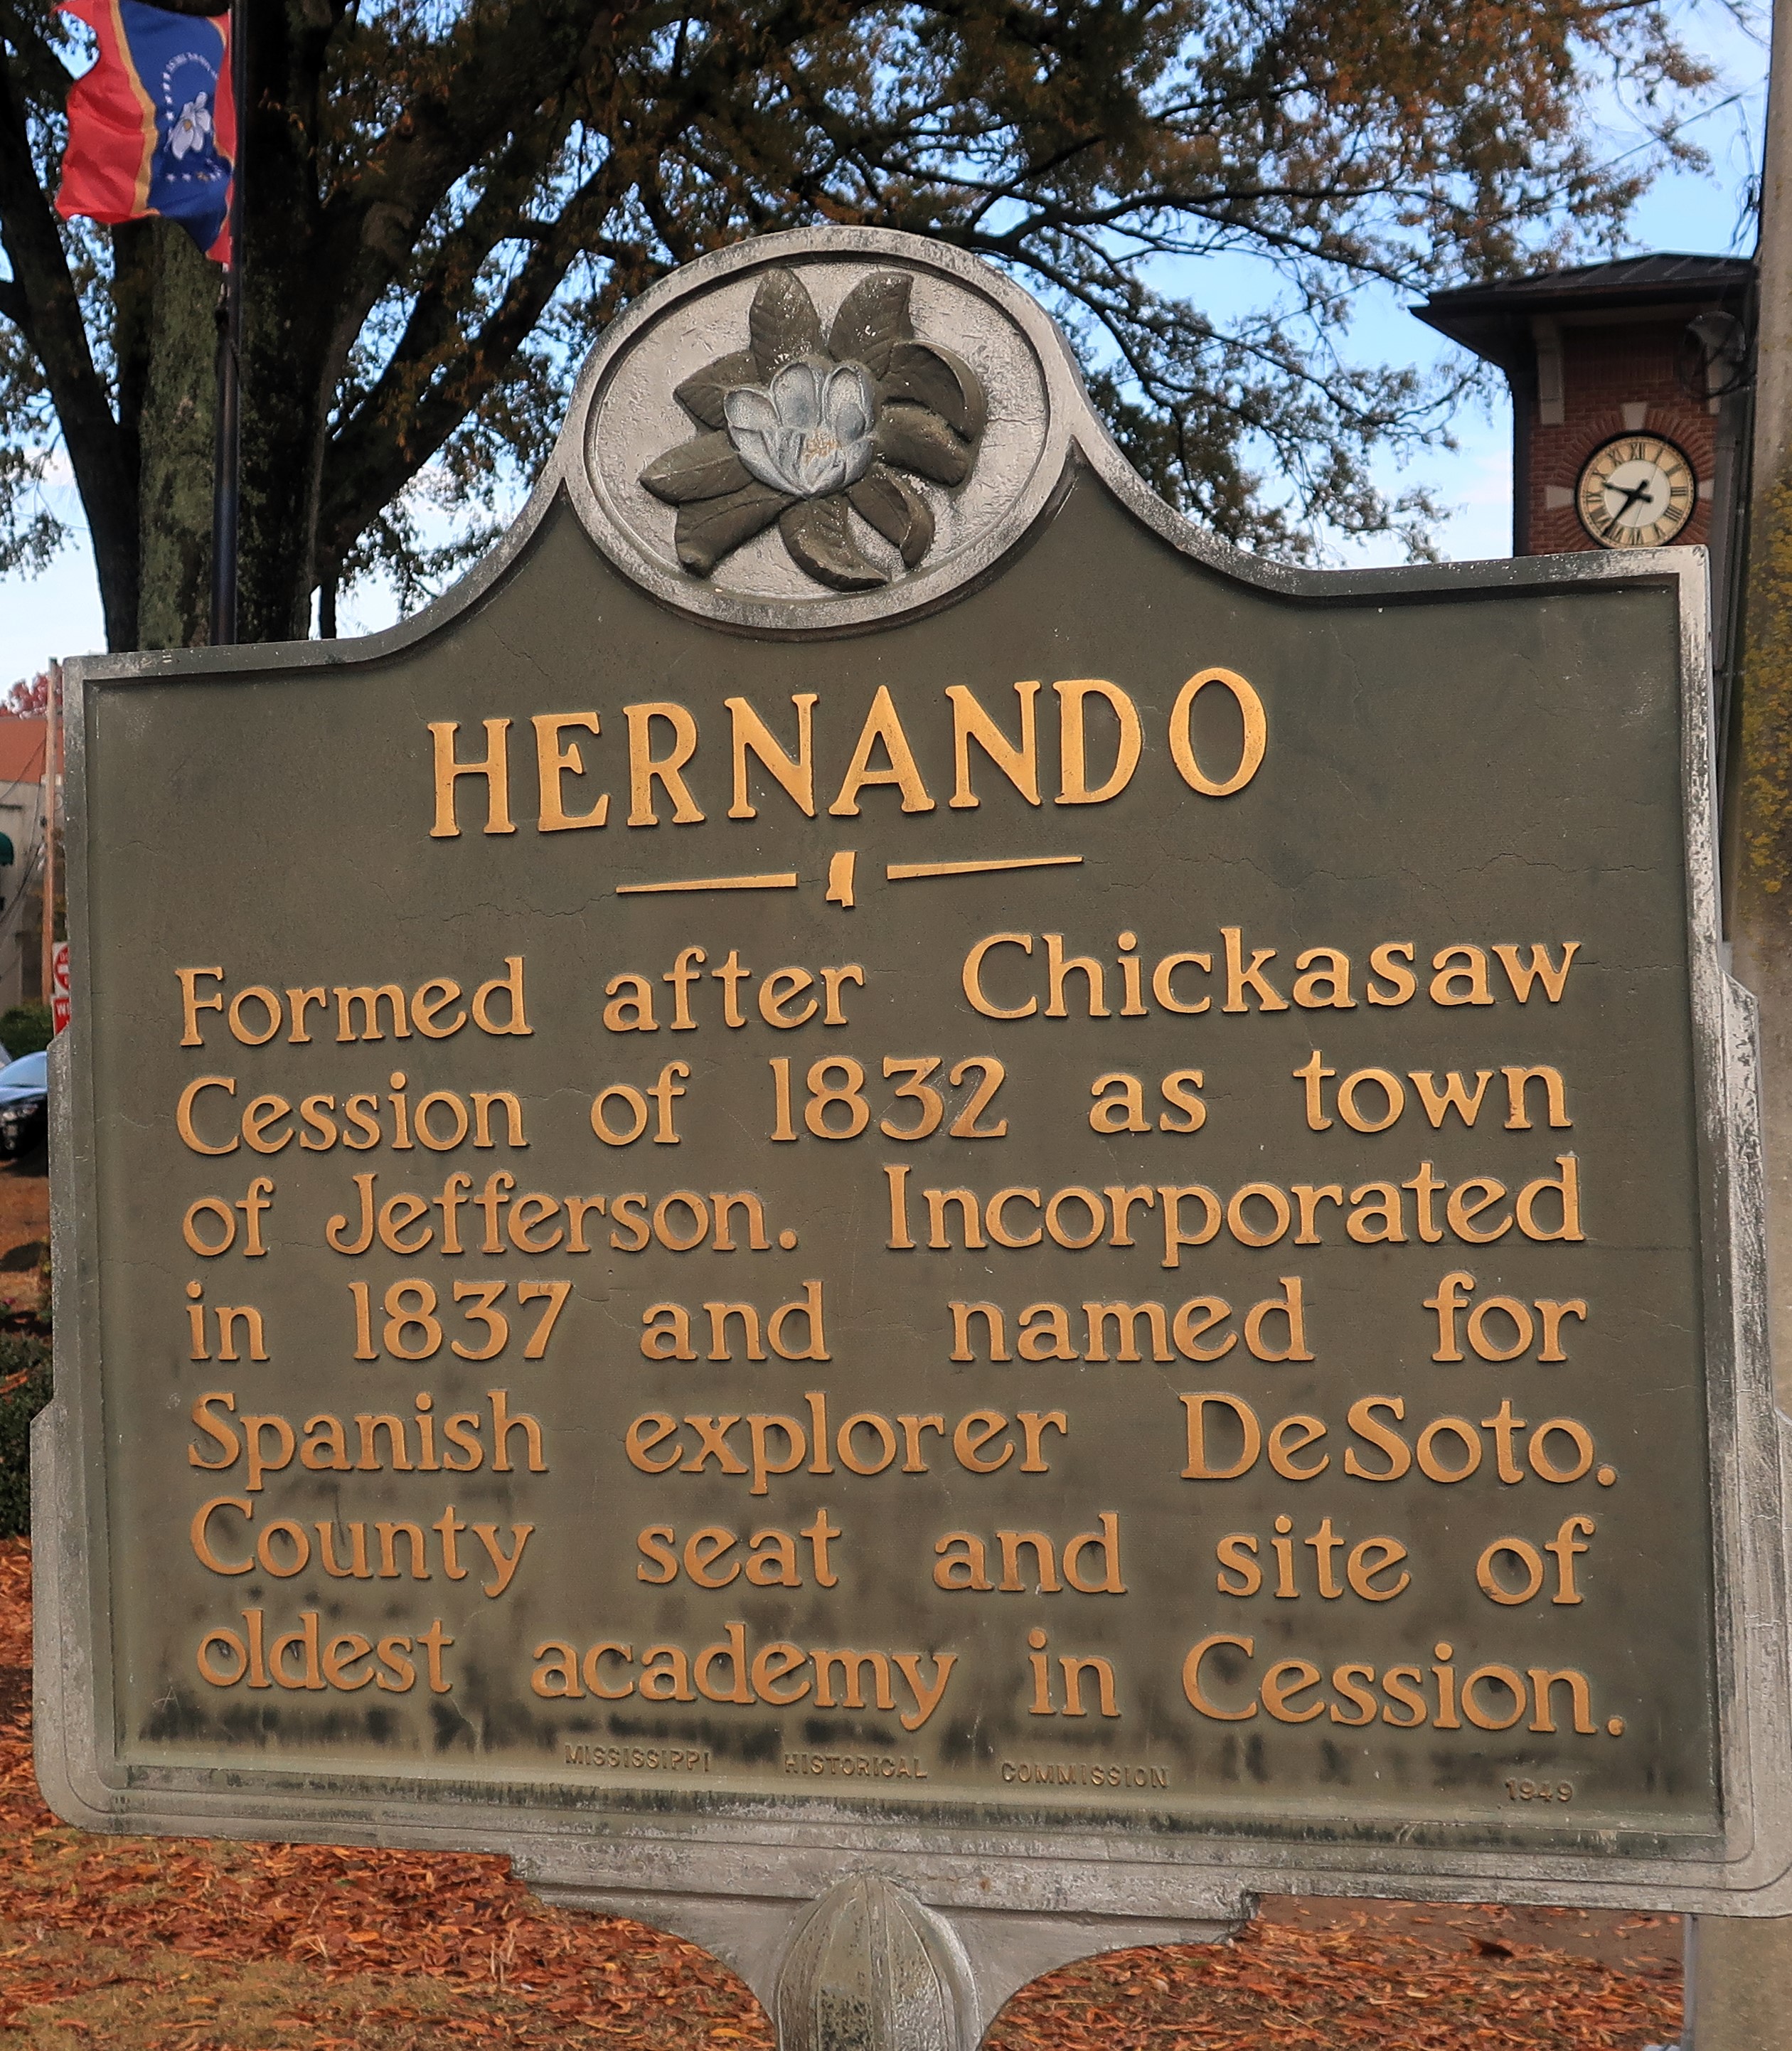 HERNANDO
Formed after Chickasaw
Cession of 1832 as town
of Jefferson. Incorporated
in 1837 and named for
Spanish explorer DeSoto.
County seat and site of
oldest academy in Cession.
MISSISSIPPI HISTORICAL COMMISSION 1949